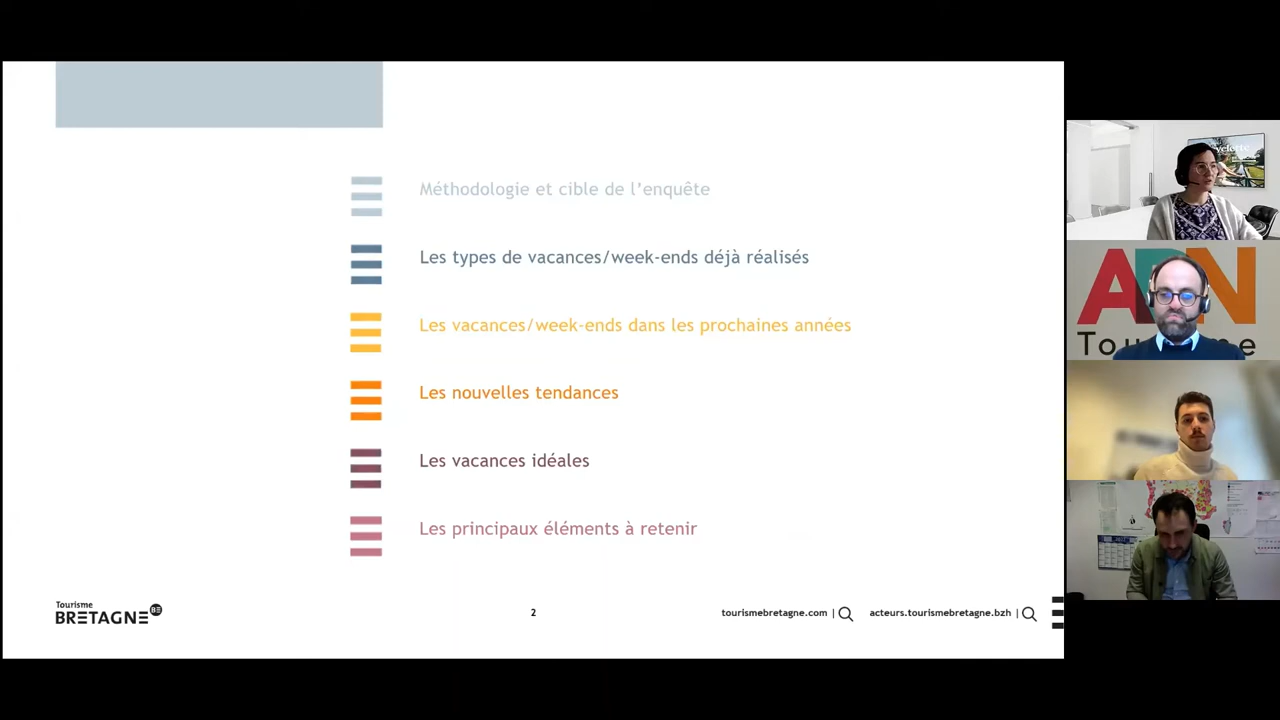 Méthodologie et cible de l'enquête
Les types de vacances/week-ends déjà réalisés
Les vacances/week-ends dans les prochaines années
Les nouvelles tendances
Les vacances idéales
Les principaux éléments à retenir
Tourisme
BRETAGNE BE
2
tourismebretagne.com |
acteurs.tourismebretagne.bzh |